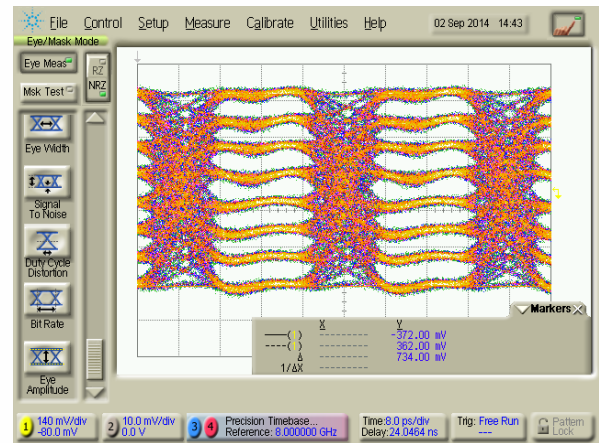 File Control Setup Measure Calibrate Utilities Help 02 Sep 2014 14:43
Eye/Mask Mode
Eye Meas
RZ
Msk Test
NRZ
Eye Width
Signal
To Noise
Duty Cycle
Distortion
Bit Rate
Eye
Amplitude
Markers
X Y
-372.00 mV
362.00 mV
Δ 734.00 mV
1/ΔX
1 140 mV/div
-80.0 mV
2 10.0 mV/div
0.0 V
3 4 Precision Timebase...
Reference: 8.000000 GHz
Time:8.0 ps/div
Delay:24.0464 ns
Trig: Free Run
---
Pattern
Lock